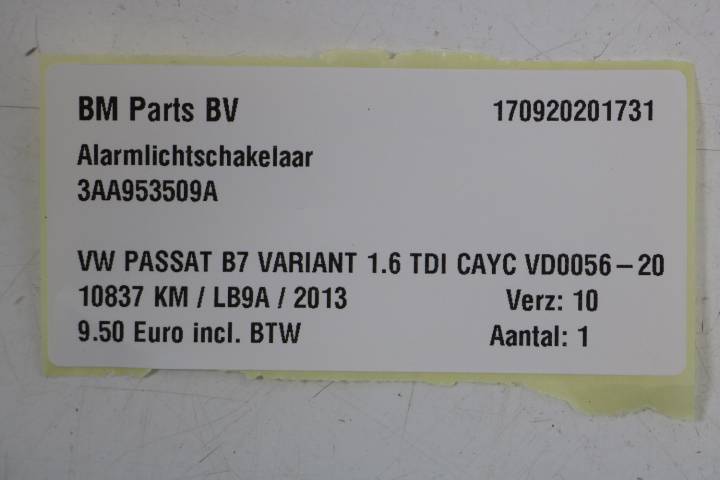 BM Parts BV 170920201731
Alarmlichtschakelaar
3AA953509A
VW PASSAT B7 VARIANT 1.6 TDI CAYC VD0056-20
10837 KM / LB9A / 2013 Verz: 10
9.50 Euro incl. BTW Aantal: 1